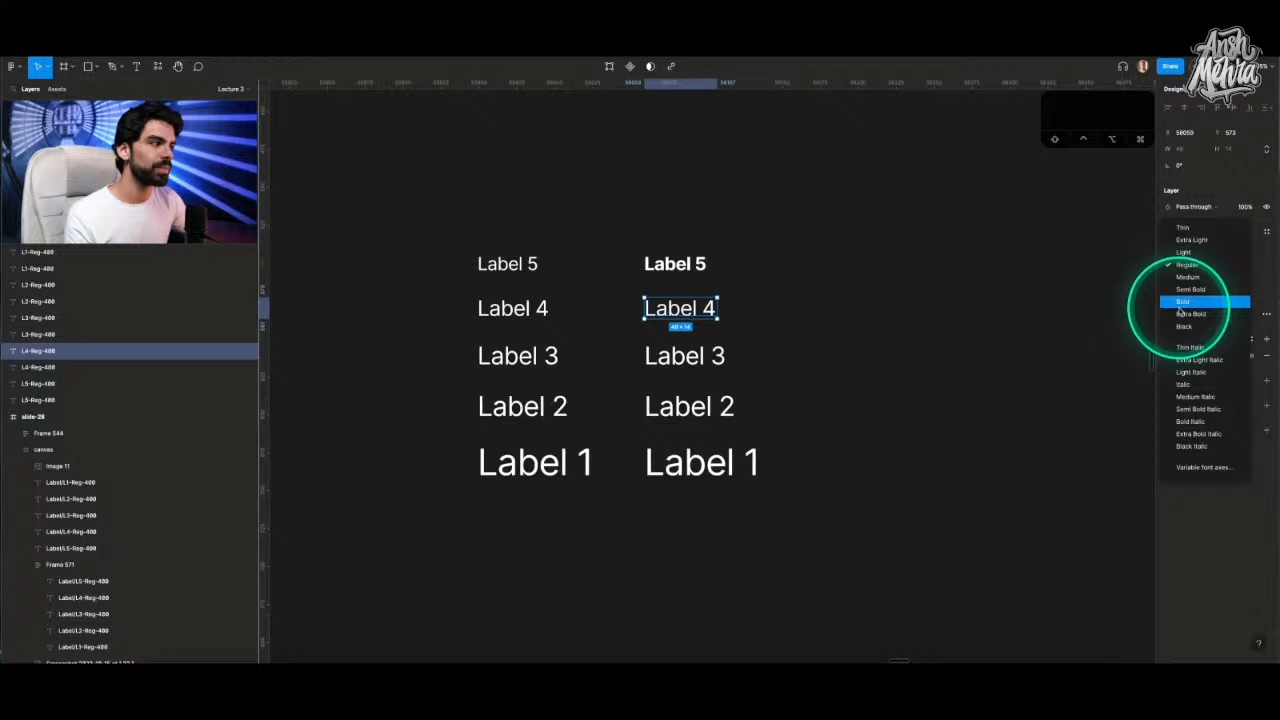 Ansh
Mehra
Share
Layers
Assets
Lecture 3
Design
X 56059
Y 573
W 48
H 14
0°
Layer
Pass through
100%
L1-Reg-400
L1-Reg-400
L2-Reg-400
L2-Reg-400
L3-Reg-400
L3-Reg-400
L4-Reg-400
L4-Reg-400
L5-Reg-400
L5-Reg-400
slide-28
Frame 544
canvas
Image 11
Label/L1-Reg-400
Label/L2-Reg-400
Label/L3-Reg-400
Label/L4-Reg-400
Label/L5-Reg-400
Frame 571
Label/L5-Reg-400
Label/L4-Reg-400
Label/L3-Reg-400
Label/L2-Reg-400
Label/L1-Reg-400
Label 5
Label 5
Label 4
Label 4
48 × 14
Label 3
Label 3
Label 2
Label 2
Label 1
Label 1
Thin
Extra Light
Light
Regular
Medium
Semi Bold
Bold
Extra Bold
Black
Thin Italic
Extra Light Italic
Light Italic
Italic
Medium Italic
Semi Bold Italic
Bold Italic
Extra Bold Italic
Black Italic
Variable font axes...
?